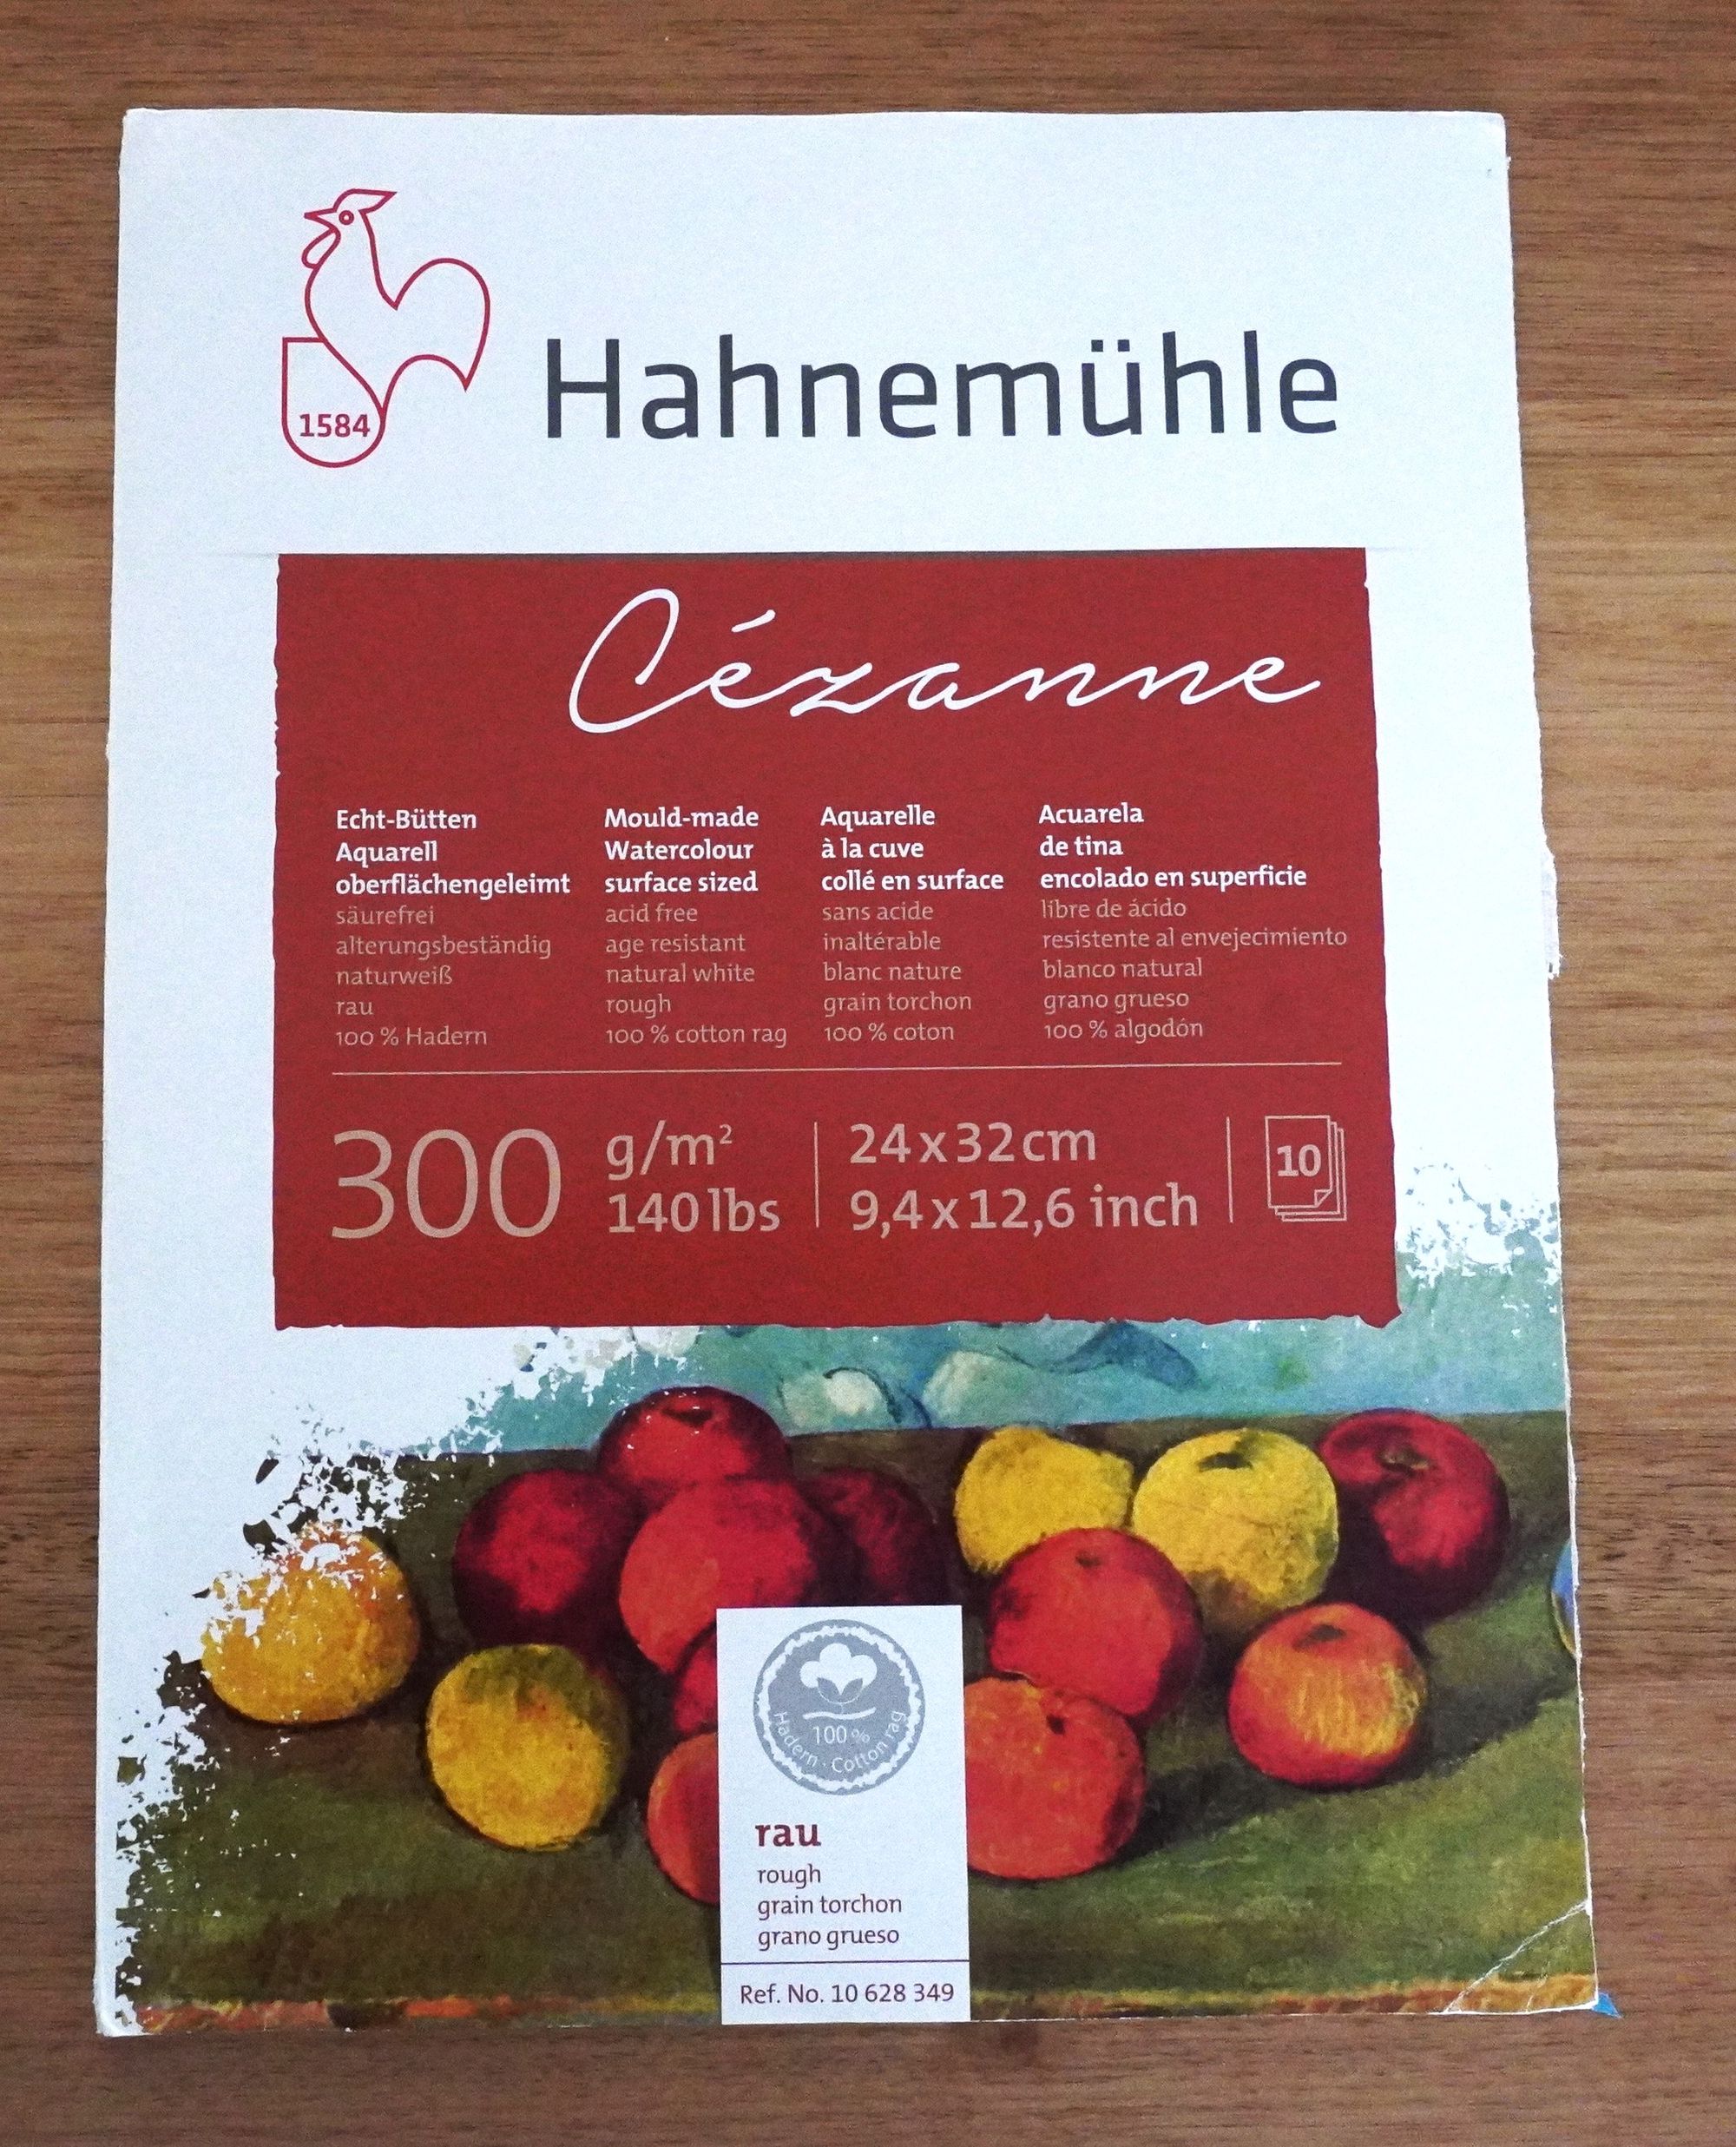 1584
Hahnemühle
Cézanne
Echt-Bütten
Aquarell
oberflächengeleimt
säurefrei
alterungsbeständig
naturweiß
rau
100 % Hadern
Mould-made
Watercolour
surface sized
acid free
age resistant
natural white
rough
100 % cotton rag
Aquarelle
à la cuve
collé en surface
sans acide
inaltérable
blanc nature
grain torchon
100 % coton
Acuarela
de tina
encolado en superficie
libre de ácido
resistente al envejecimiento
blanco natural
grano grueso
100 % algodón
300
g/m²
140 lbs
24 x 32 cm
9,4 x 12,6 inch
10
100 %
Hadern · Cotton rag
rau
rough
grain torchon
grano grueso
Ref. No. 10 628 349